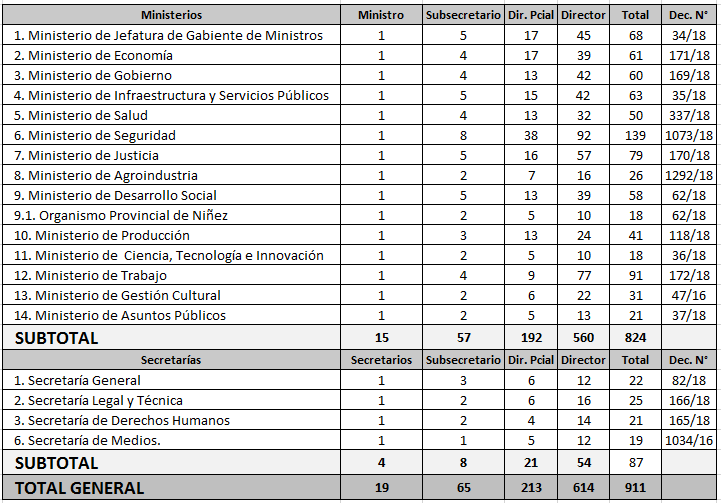 Ministerios Ministro Subsecretario Dir. Pcial Director Total Dec. N°
1. Ministerio de Jefatura de Gabiente de Ministros 1 5 17 45 68 34/18
2. Ministerio de Economía 1 4 17 39 61 171/18
3. Ministerio de Gobierno 1 4 13 42 60 169/18
4. Ministerio de Infraestructura y Servicios Públicos 1 5 15 42 63 35/18
5. Ministerio de Salud 1 4 13 32 50 337/18
6. Ministerio de Seguridad 1 8 38 92 139 1073/18
7. Ministerio de Justicia 1 5 16 57 79 170/18
8. Ministerio de Agroindustria 1 2 7 16 26 1292/18
9. Ministerio de Desarrollo Social 1 5 13 39 58 62/18
9.1. Organismo Provincial de Niñez 1 2 5 10 18 62/18
10. Ministerio de Producción 1 3 13 24 41 118/18
11. Ministerio de Ciencia, Tecnología e Innovación 1 2 5 10 18 36/18
12. Ministerio de Trabajo 1 4 9 77 91 172/18
13. Ministerio de Gestión Cultural 1 2 6 22 31 47/16
14. Ministerio de Asuntos Públicos 1 2 5 13 21 37/18
SUBTOTAL 15 57 192 560 824
Secretarías Secretarios Subsecretario Dir. Pcial Director Total Dec. N°
1. Secretaría General 1 3 6 12 22 82/18
2. Secretaría Legal y Técnica 1 2 6 16 25 166/18
3. Secretaría de Derechos Humanos 1 2 4 14 21 165/18
6. Secretaría de Medios. 1 1 5 12 19 1034/16
SUBTOTAL 4 8 21 54 87
TOTAL GENERAL 19 65 213 614 911